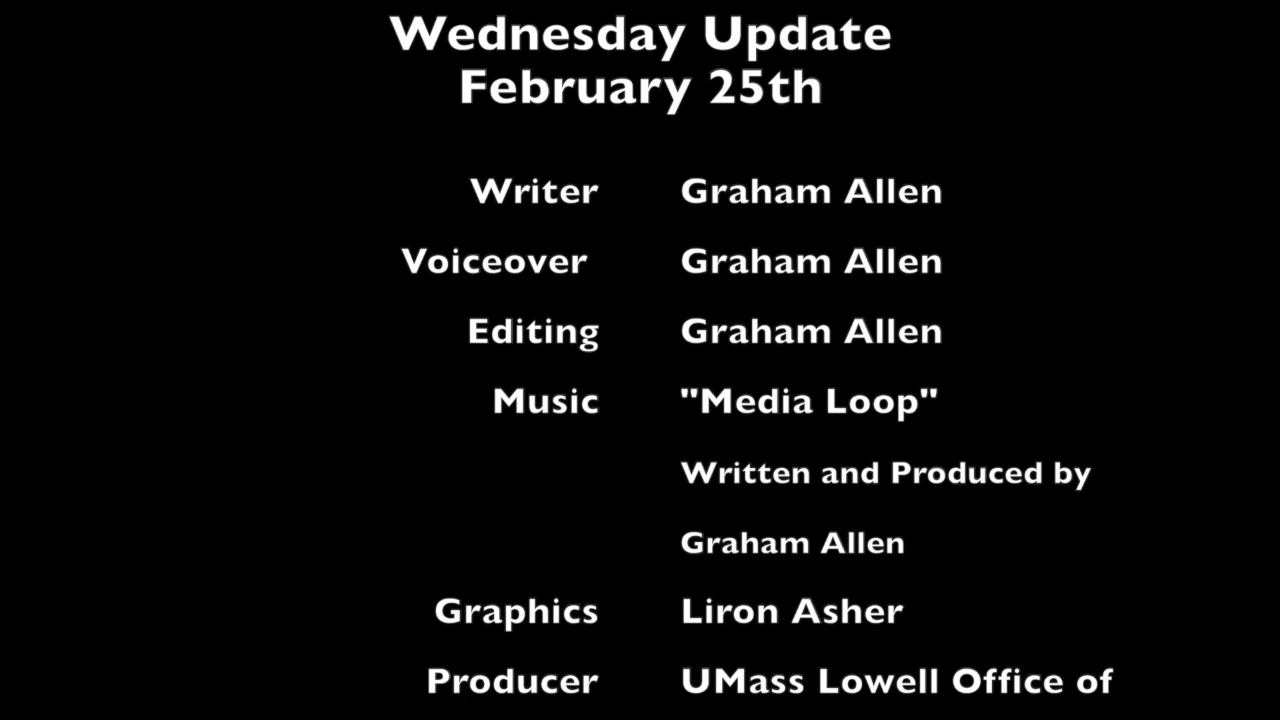 Wednesday Update
February 25th
Writer Graham Allen
Voiceover Graham Allen
Editing Graham Allen
Music "Media Loop"
Written and Produced by
Graham Allen
Graphics Liron Asher
Producer UMass Lowell Office of